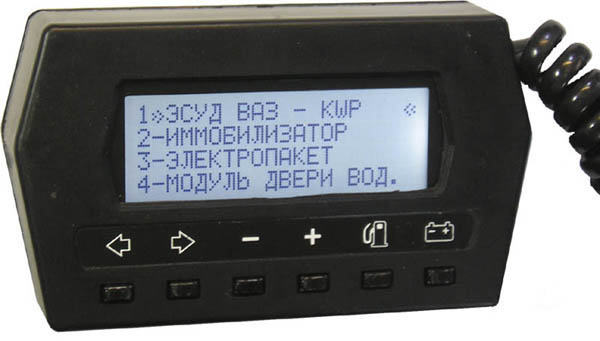 1»ЭСУД ВАЗ - KWP «
2-ИММОБИЛИЗАТОР
3-ЭЛЕКТРОПАКЕТ
4-МОДУЛЬ ДВЕРИ ВОД.
- +